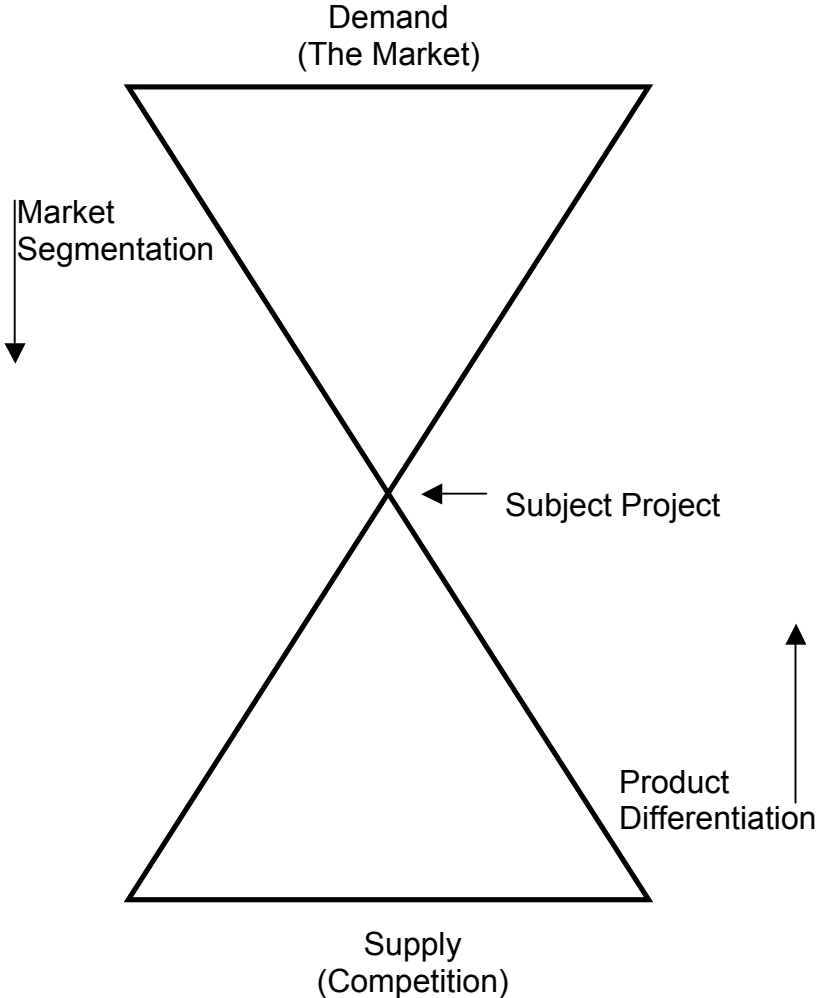 Demand
(The Market)
Market
Segmentation
Subject Project
Product
Differentiation
Supply
(Competition)